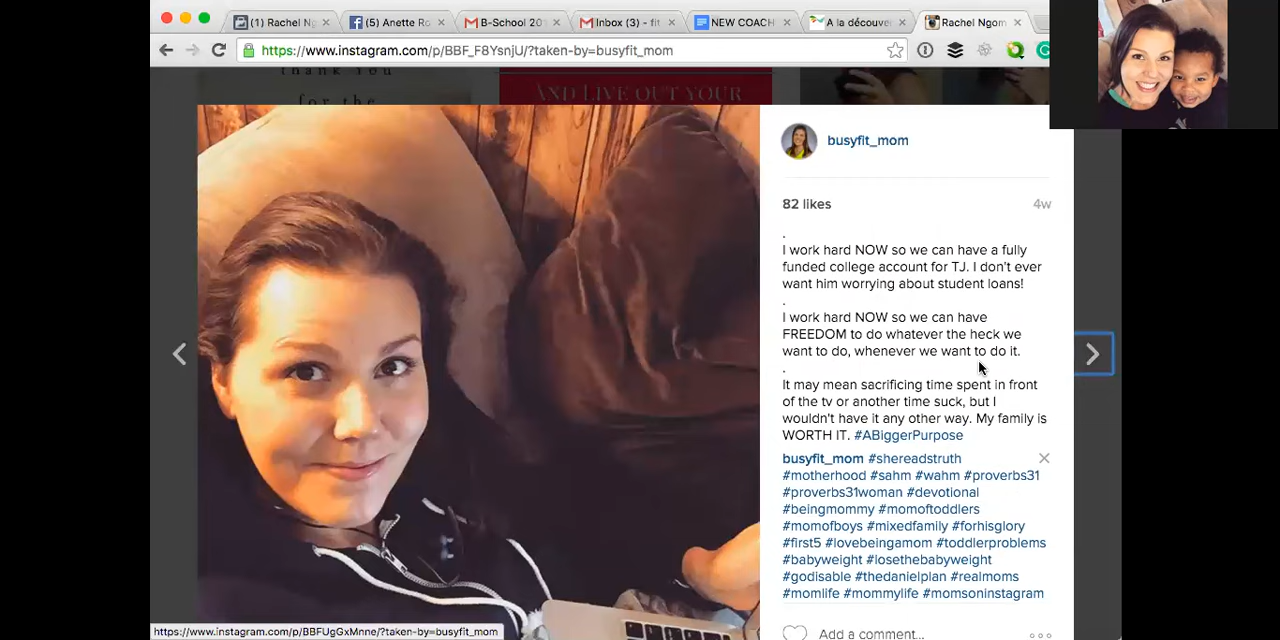 (1) Rachel N
(5) Anette Ro
B-School 201
Inbox (3) - fit
NEW COACH
A la découver
Rachel Ngom
https://www.instagram.com/p/BBF_F8YsnjU/?taken-by=busyfit_mom
thank you
for the
AND LIVE OUT YOUR
busyfit_mom
82 likes
4w
.
I work hard NOW so we can have a fully
funded college account for TJ. I don't ever
want him worrying about student loans!
.
I work hard NOW so we can have
FREEDOM to do whatever the heck we
want to do, whenever we want to do it.
.
It may mean sacrificing time spent in front
of the tv or another time suck, but I
wouldn't have it any other way. My family is
WORTH IT. #ABiggerPurpose
busyfit_mom #shereadstruth
#motherhood #sahm #wahm #proverbs31
#proverbs31woman #devotional
#beingmommy #momoftoddlers
#momofboys #mixedfamily #forhisglory
#first5 #lovebeingamom #toddlerproblems
#babyweight #losethebabyweight
#godisable #thedanielplan #realmoms
#momlife #mommylife #momsoninstagram
Add a comment...
https://www.instagram.com/p/BBFUgGxMnne/?taken-by=busyfit_mom